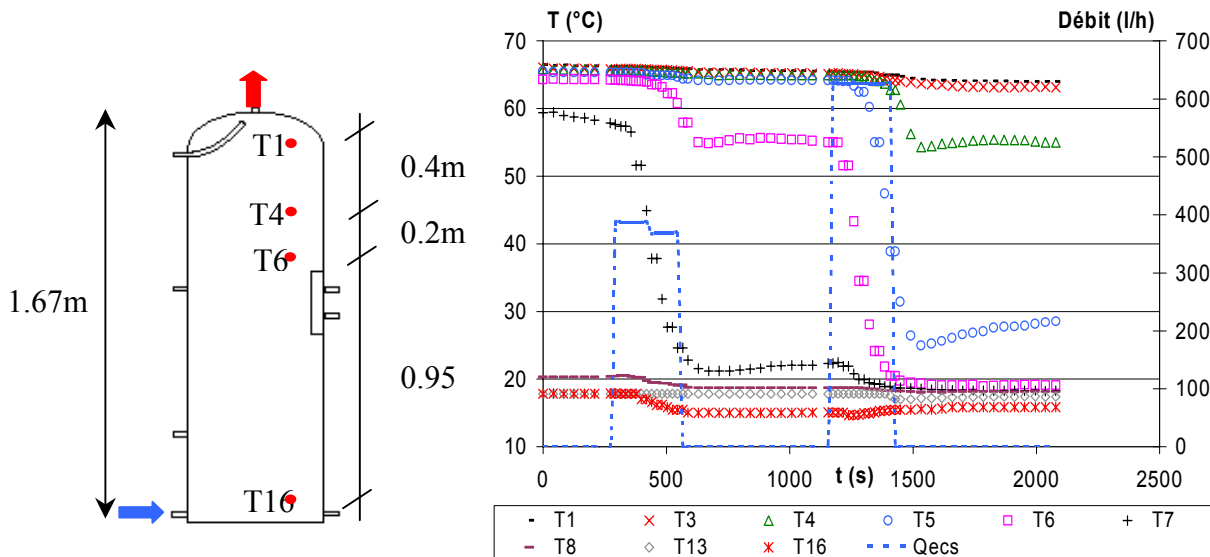 T1
T4
T6
T16
1.67m
0.4m
0.2m
0.95
T (°C)
Débit (l/h)
70
60
50
40
30
20
10
700
600
500
400
300
200
100
0
0
500
1000
1500
2000
2500
t (s)
T1
T3
T4
T5
T6
T7
T8
T13
T16
Qecs